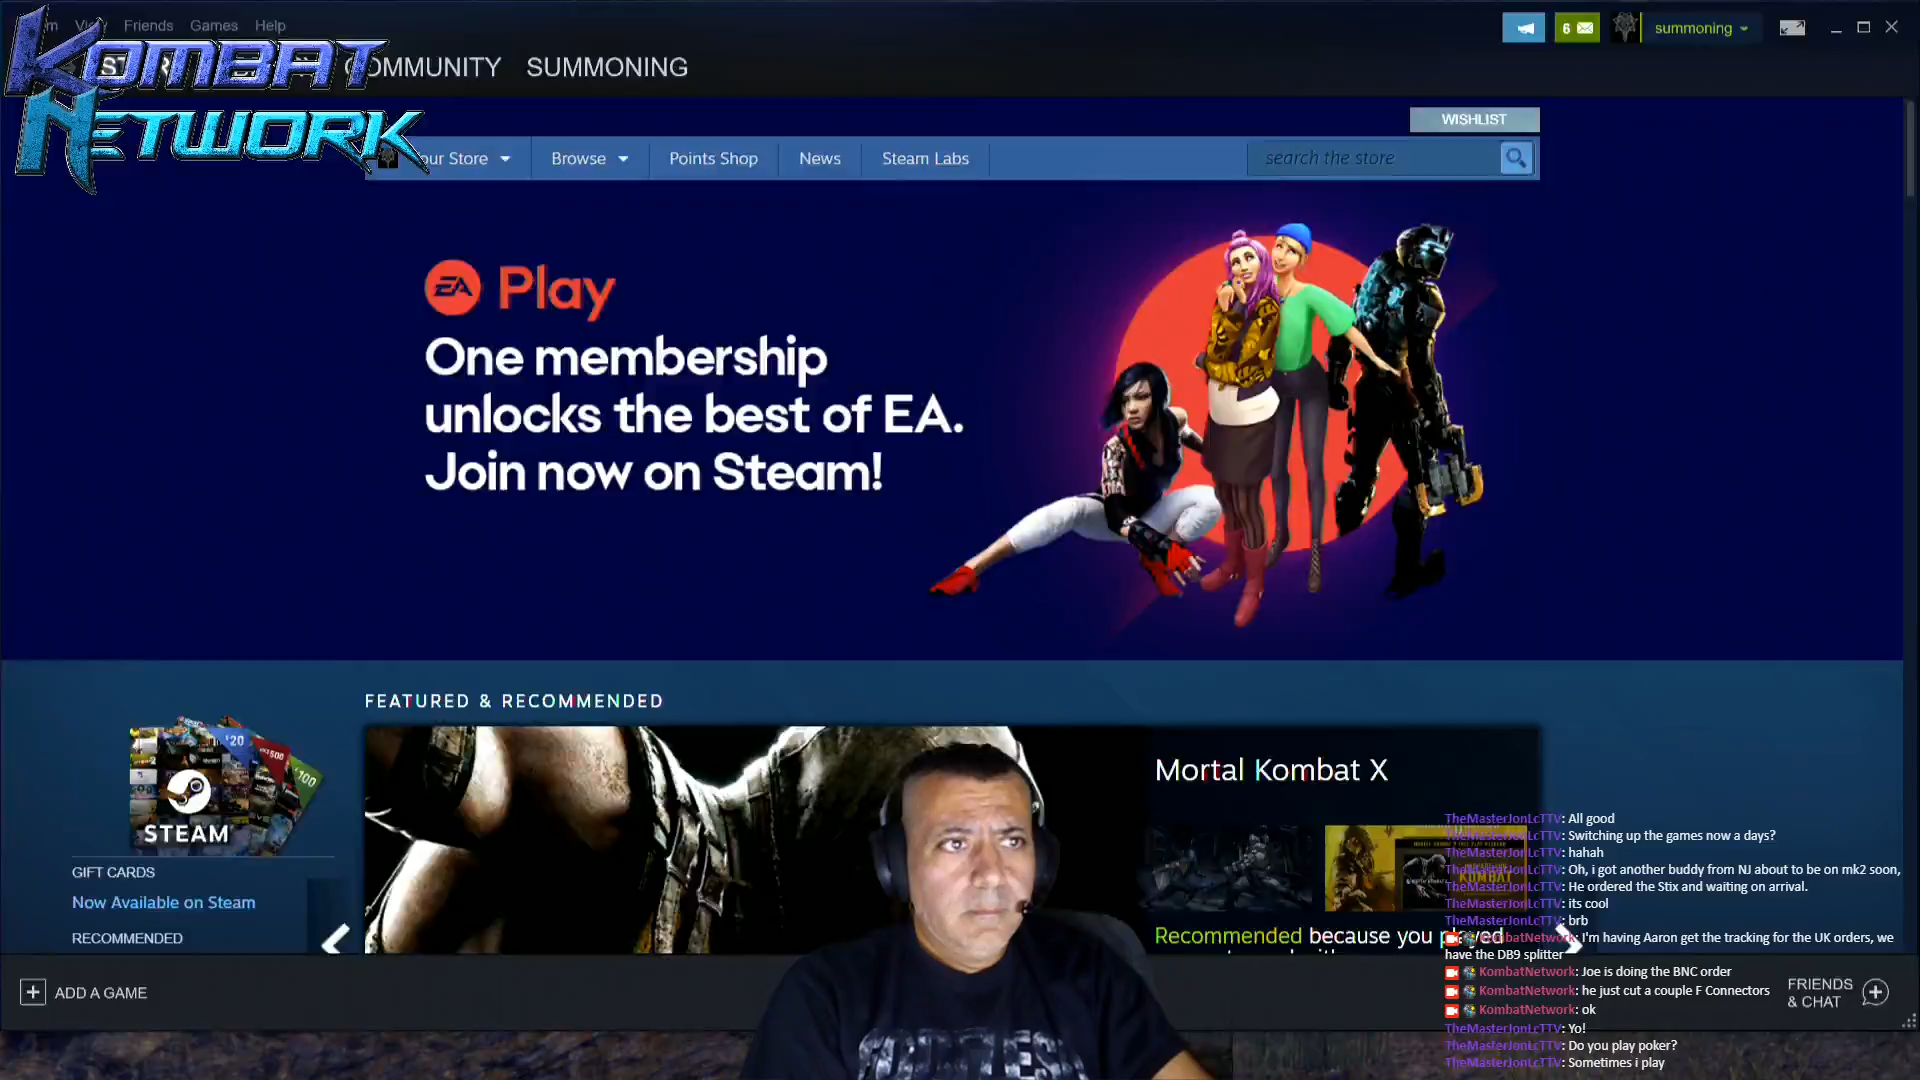 Friends Games Help
KOMBAT
NETWORK
COMMUNITY SUMMONING
6
summoning
WISHLIST
our Store Browse Points Shop News Steam Labs
search the store
EA Play
One membership
unlocks the best of EA.
Join now on Steam!
FEATURED & RECOMMENDED
STEAM
GIFT CARDS
Now Available on Steam
RECOMMENDED
Mortal Kombat X
Recommended because you played
ADD A GAME
FRIENDS
& CHAT
TheMasterJonLcTTV: All good
TheMasterJonLcTTV: Switching up the games now a days?
TheMasterJonLcTTV: hahah
TheMasterJonLcTTV: Oh, i got another buddy from NJ about to be on mk2 soon,
TheMasterJonLcTTV: He ordered the Stix and waiting on arrival.
TheMasterJonLcTTV: its cool
TheMasterJonLcTTV: brb
KombatNetwork: I'm having Aaron get the tracking for the UK orders, we
have the DB9 splitter
KombatNetwork: Joe is doing the BNC order
KombatNetwork: he just cut a couple F Connectors
KombatNetwork: ok
TheMasterJonLcTTV: Yo!
TheMasterJonLcTTV: Do you play poker?
TheMasterJonLcTTV: Sometimes i play